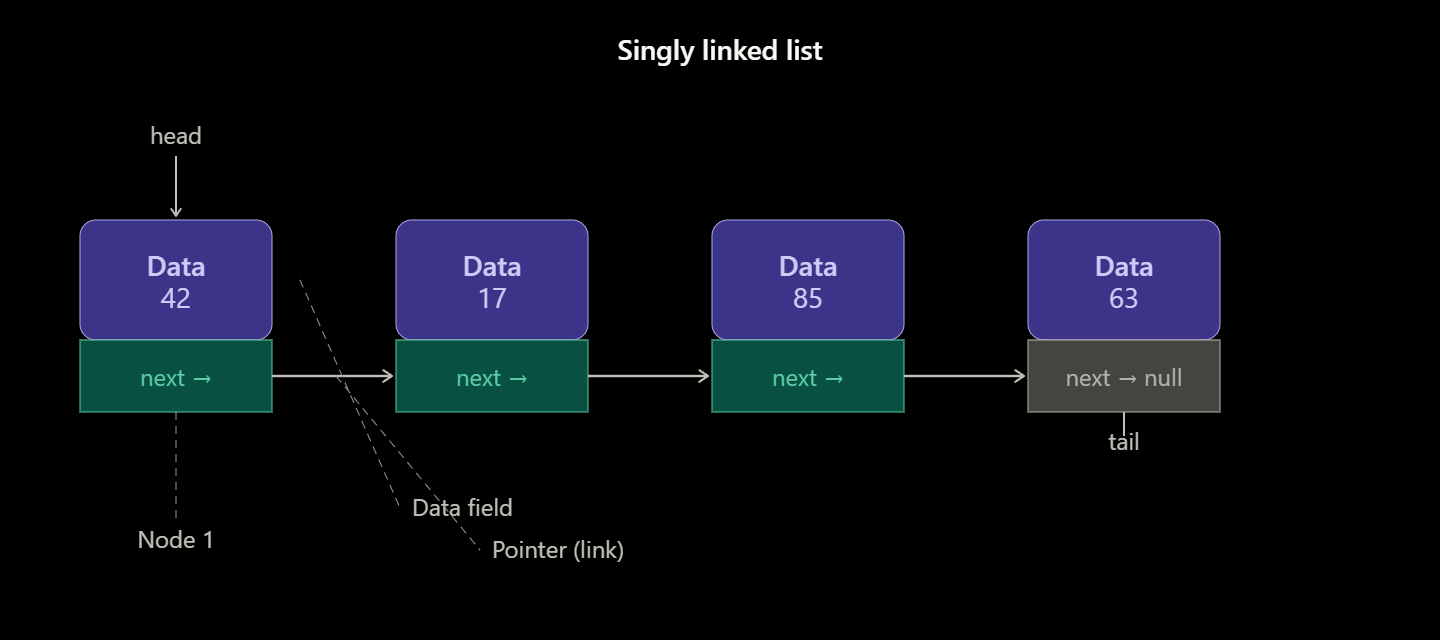 Singly linked list
head
Data
42
next →
Data
17
next →
Data
85
next →
Data
63
next → null
tail
Data field
Node 1
Pointer (link)